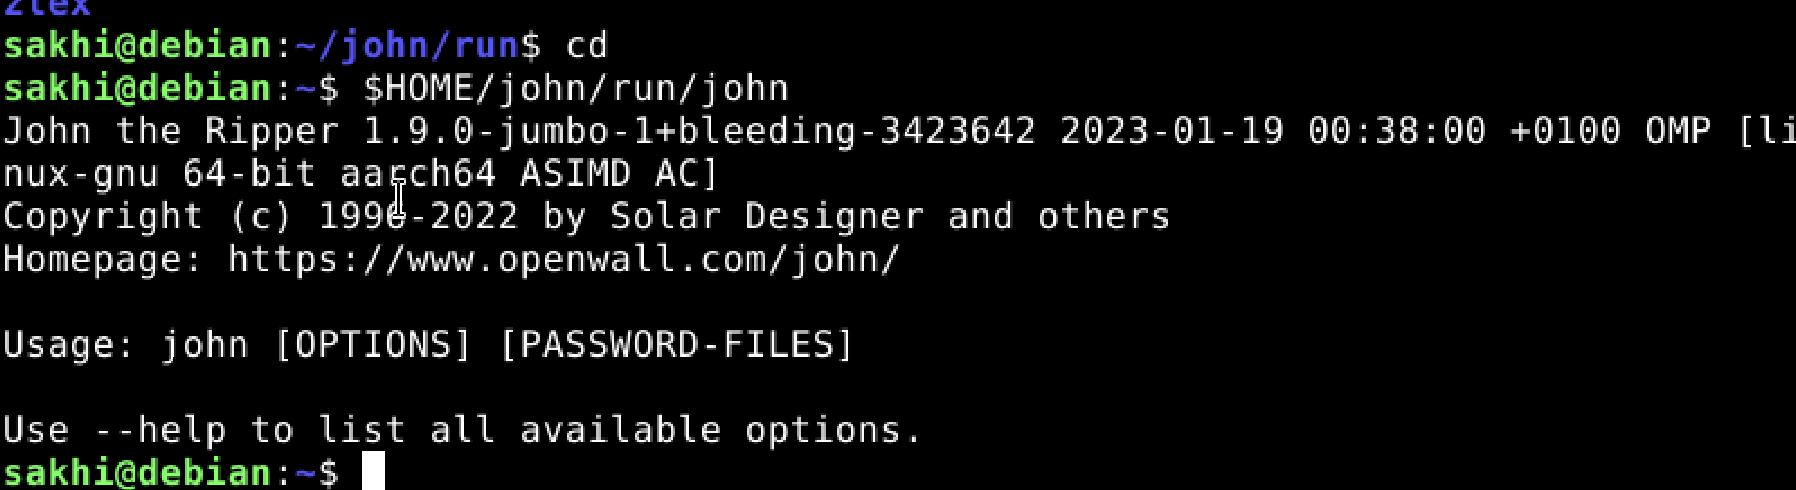 2tex
sakhi@debian:~/john/run$ cd
sakhi@debian:~$ $HOME/john/run/john
John the Ripper 1.9.0-jumbo-1+bleeding-3423642 2023-01-19 00:38:00 +0100 OMP [li
nux-gnu 64-bit aarch64 ASIMD AC]
Copyright (c) 1996-2022 by Solar Designer and others
Homepage: https://www.openwall.com/john/
Usage: john [OPTIONS] [PASSWORD-FILES]
Use --help to list all available options.
sakhi@debian:~$